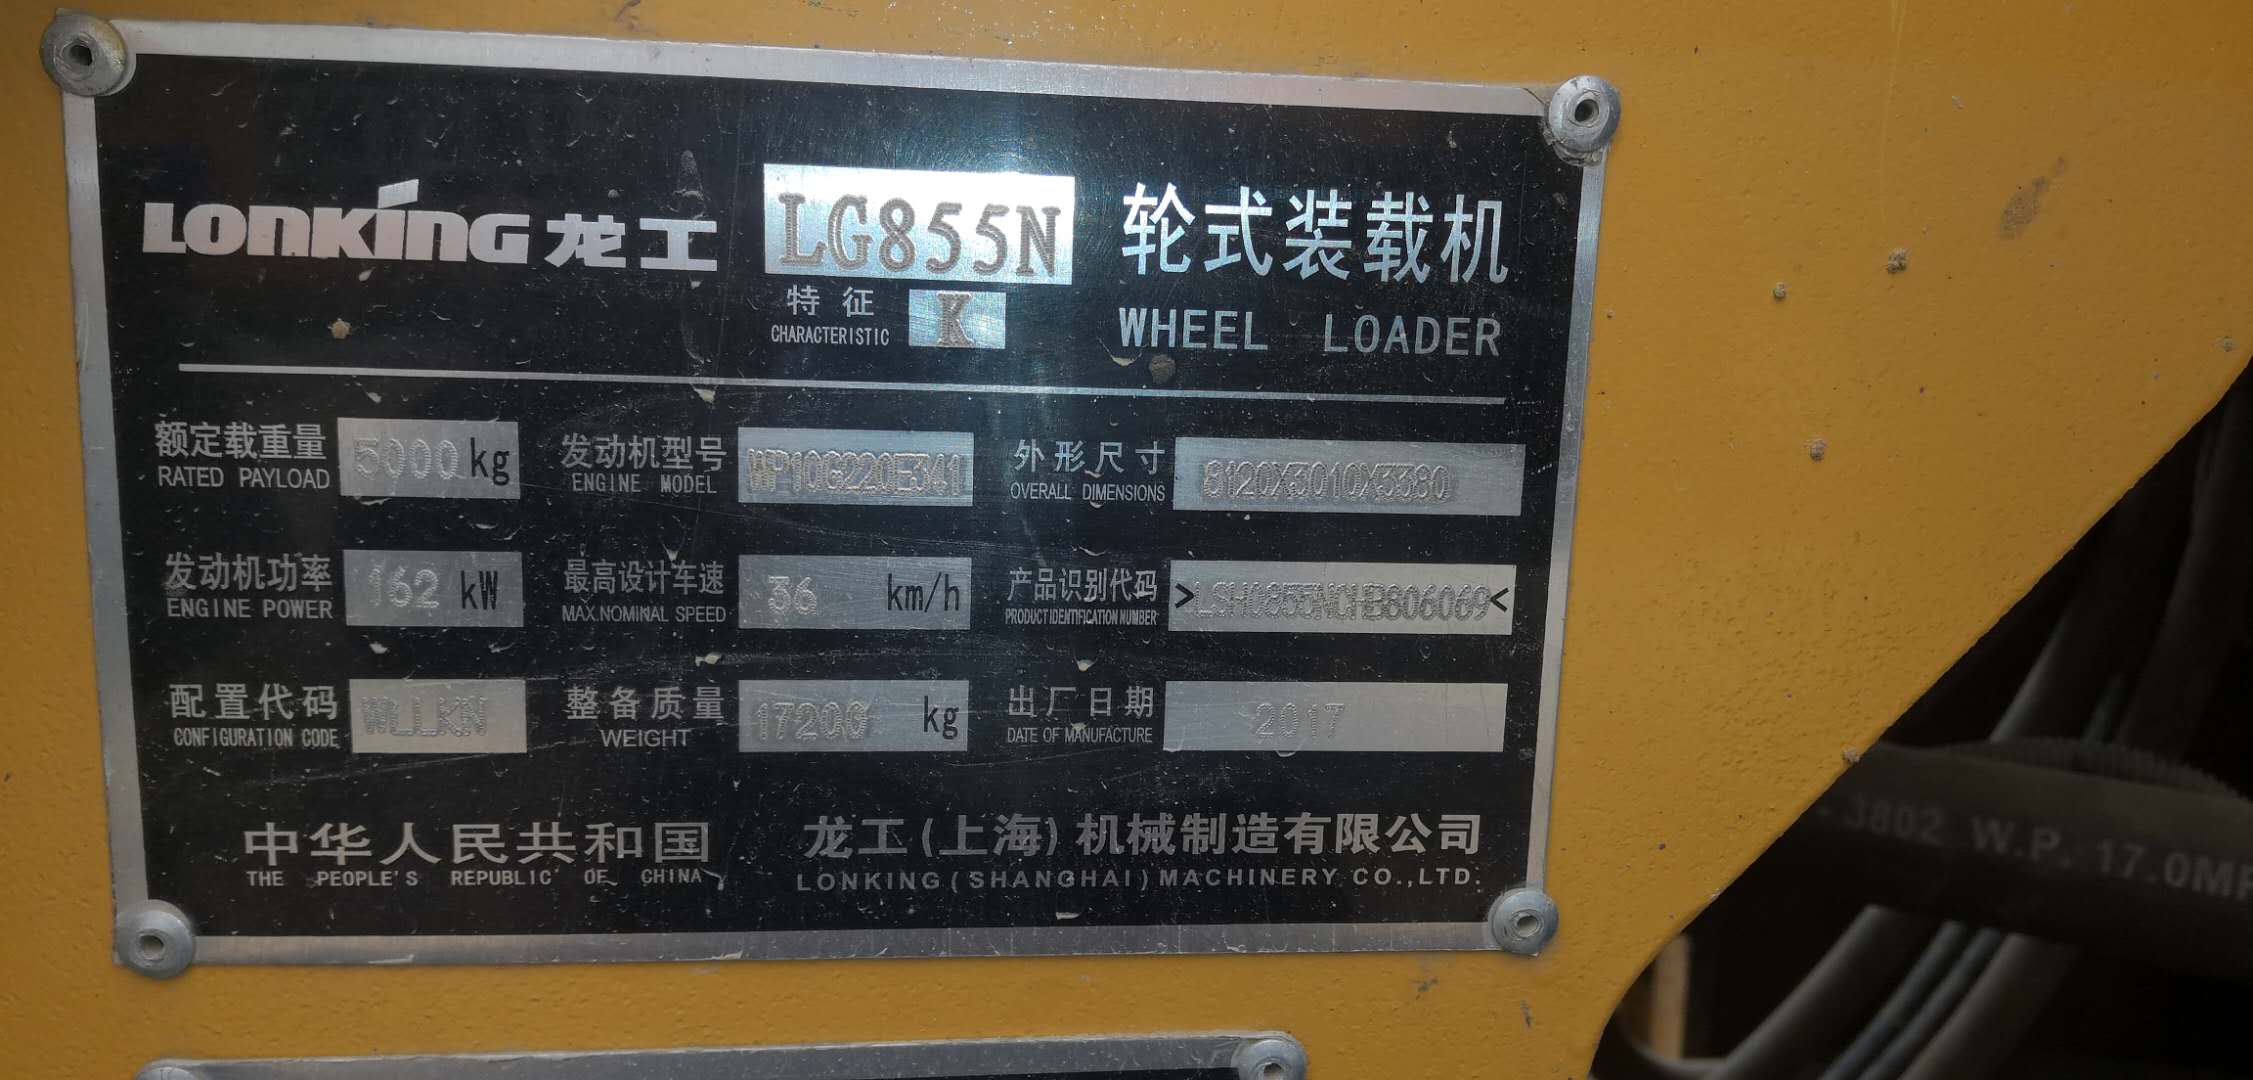 LONKING 龙工 LG855N 轮式装载机
特征 K
CHARACTERISTIC
WHEEL LOADER
额定载重量 5000 kg 发动机型号 WP10G220E341 外形尺寸 8120X3010X3380
RATED PAYLOAD ENGINE MODEL OVERALL DIMENSIONS
发动机功率 162 kW 最高设计车速 36 km/h 产品识别代码 >LSH0855NCHB806069<
ENGINE POWER MAX.NOMINAL SPEED PRODUCT IDENTIFICATION NUMBER
配置代码 整备质量 17200 kg 出厂日期 2017
CONFIGURATION CODE WEIGHT DATE OF MANUFACTURE
中华人民共和国 龙工(上海)机械制造有限公司
THE PEOPLE'S REPUBLIC OF CHINA LONKING(SHANGHAI)MACHINERY CO.,LTD.
3802 W.P. 17.0MP